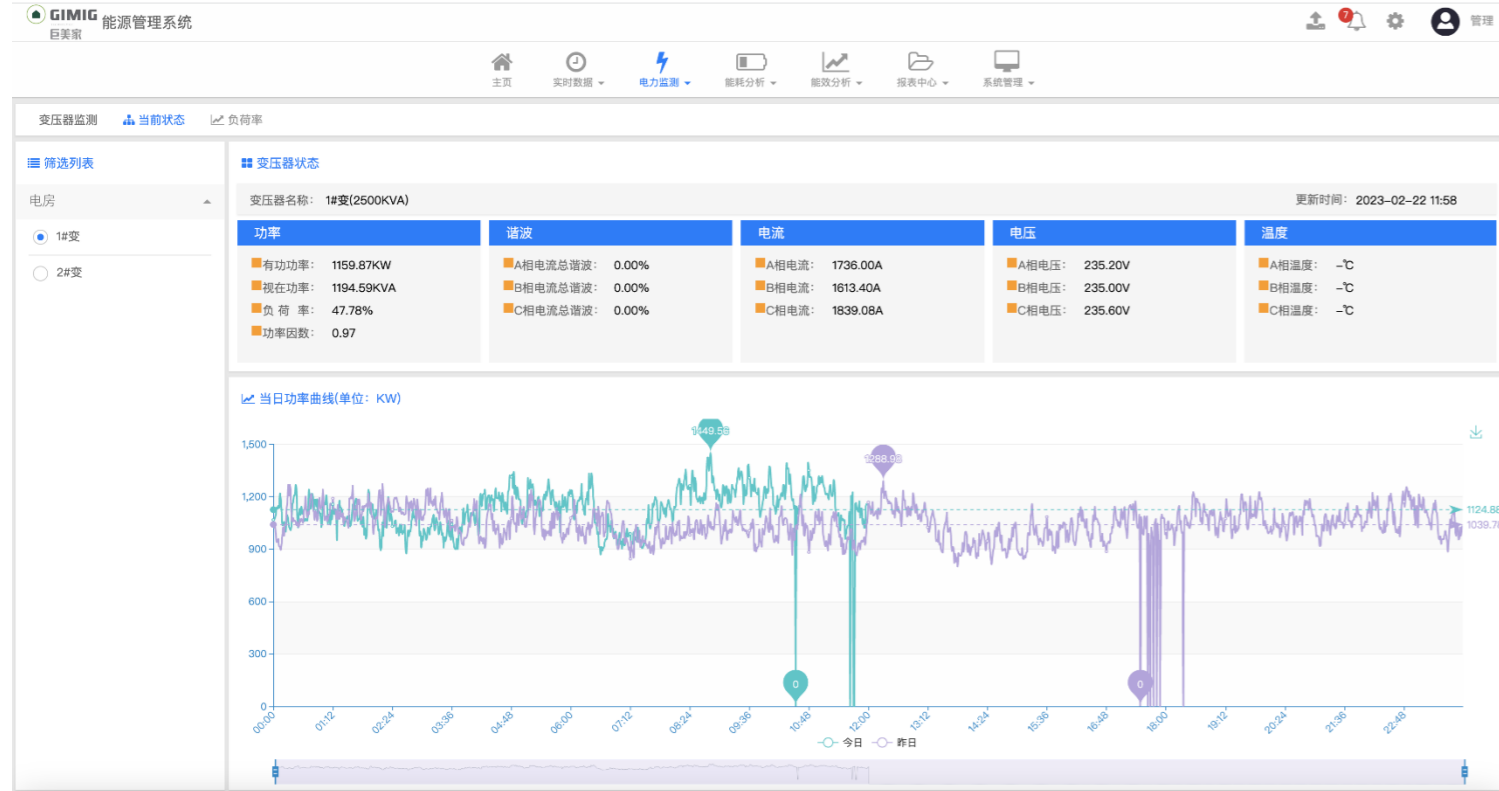 GIMIG 能源管理系统
巨美家
7
管理
主页 实时数据 电力监测 能耗分析 能效分析 报表中心 系统管理
变压器监测 当前状态 负荷率
筛选列表
电房
1#变
2#变
变压器状态
变压器名称： 1#变(2500KVA) 更新时间： 2023-02-22 11:58
功率 谐波 电流 电压 温度
有功功率： 1159.87KW A相电流总谐波： 0.00% A相电流： 1736.00A A相电压： 235.20V A相温度： -℃
视在功率： 1194.59KVA B相电流总谐波： 0.00% B相电流： 1613.40A B相电压： 235.00V B相温度： -℃
负 荷 率： 47.78% C相电流总谐波： 0.00% C相电流： 1839.08A C相电压： 235.60V C相温度： -℃
功率因数： 0.97
当日功率曲线(单位：KW)
1449.56
1288.96
1,500
1,200
900
600
300
0
1124.88
1039.78
0 0
00:00 01:12 02:24 03:36 04:48 06:00 07:12 08:24 09:36 10:48 12:00 13:12 14:24 15:36 16:48 18:00 19:12 20:24 21:36 22:48
今日 昨日